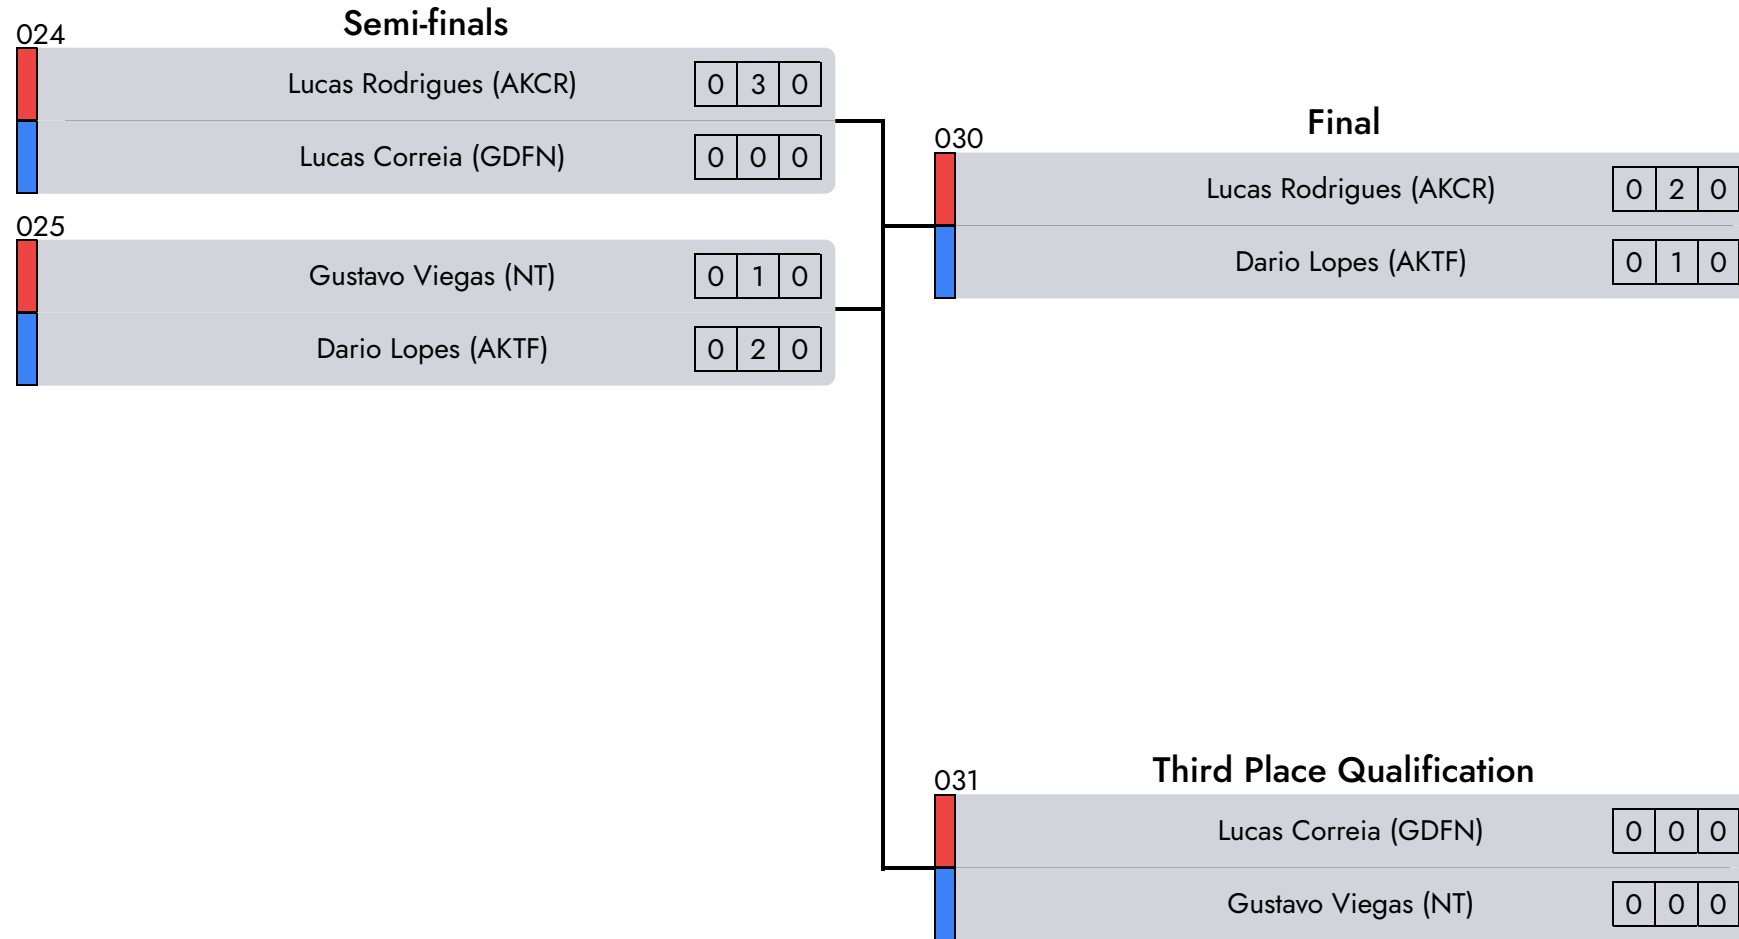 Semi-finals
024
Lucas Rodrigues (AKCR) 0 3 0
Lucas Correia (GDFN) 0 0 0
025
Gustavo Viegas (NT) 0 1 0
Dario Lopes (AKTF) 0 2 0
Final
030
Lucas Rodrigues (AKCR) 0 2 0
Dario Lopes (AKTF) 0 1 0
Third Place Qualification
031
Lucas Correia (GDFN) 0 0 0
Gustavo Viegas (NT) 0 0 0